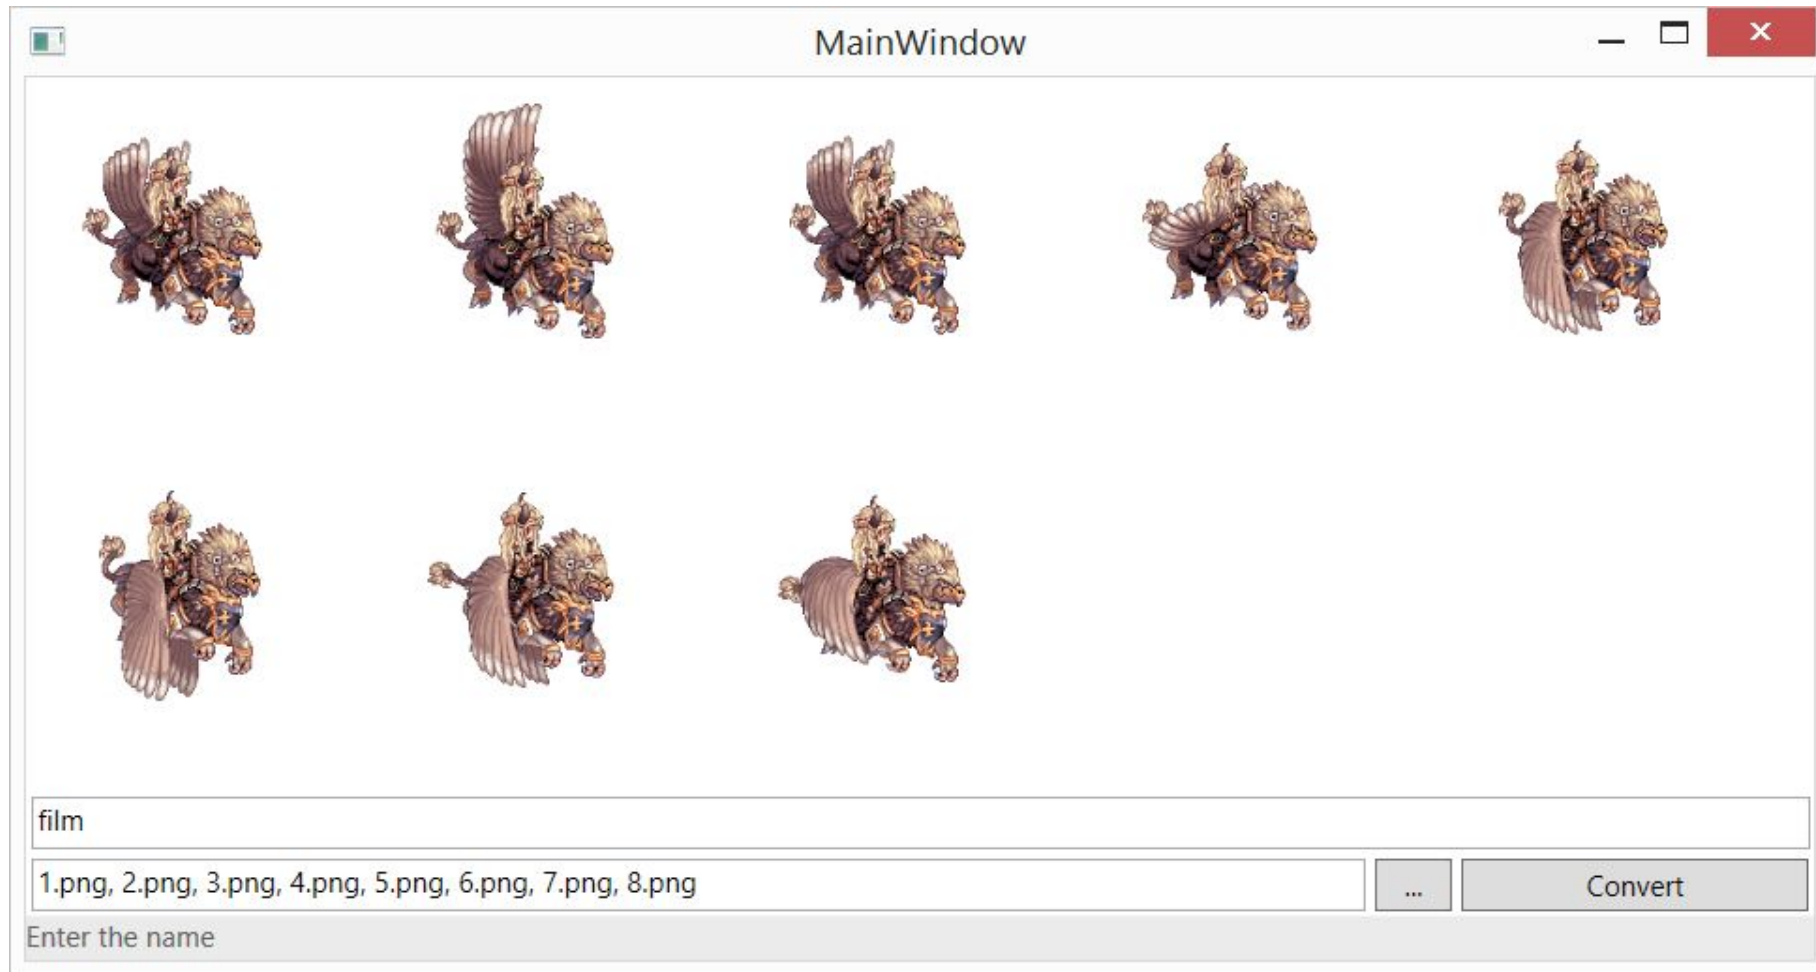 MainWindow
film
1.png, 2.png, 3.png, 4.png, 5.png, 6.png, 7.png, 8.png ... Convert
Enter the name